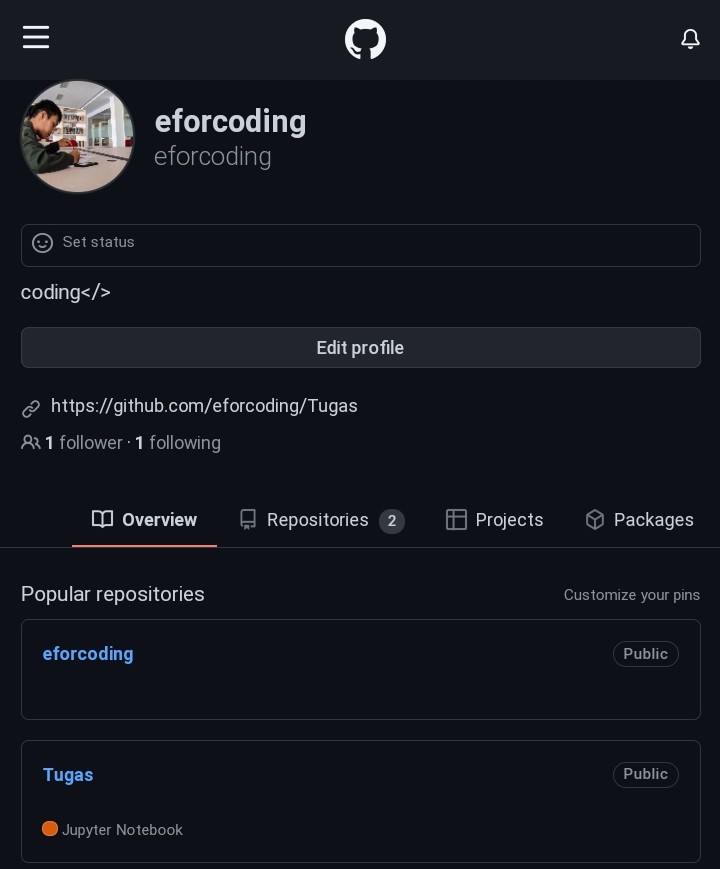 eforcoding
eforcoding
Set status
coding</>
Edit profile
https://github.com/eforcoding/Tugas
1 follower · 1 following
Overview Repositories 2 Projects Packages
Popular repositories Customize your pins
eforcoding Public
Tugas Public
Jupyter Notebook